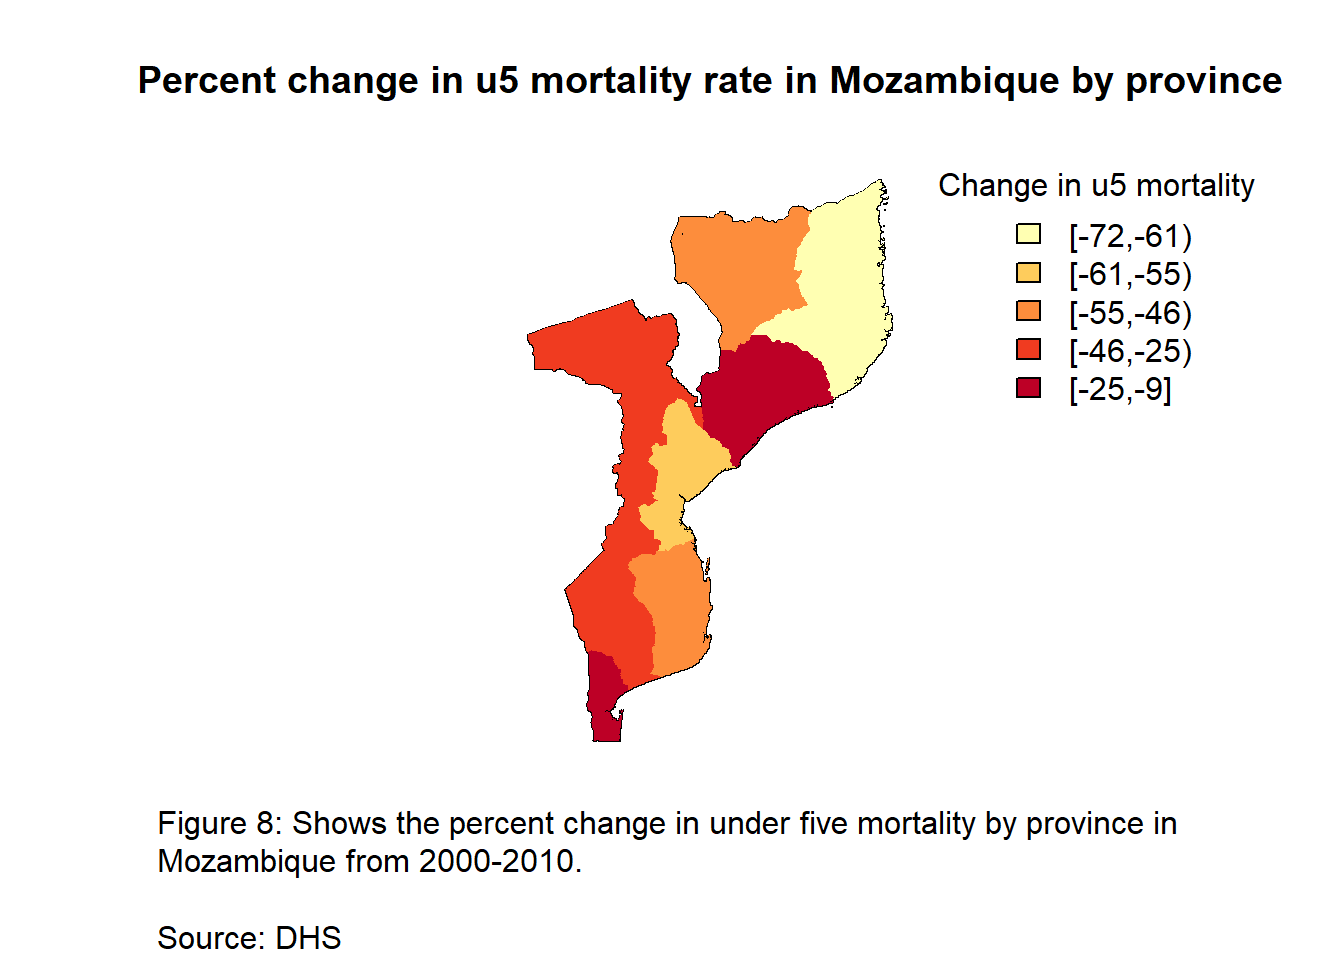 Percent change in u5 mortality rate in Mozambique by province
Change in u5 mortality
[-72,-61)
[-61,-55)
[-55,-46)
[-46,-25)
[-25,-9]
Figure 8: Shows the percent change in under five mortality by province in
Mozambique from 2000-2010.
Source: DHS